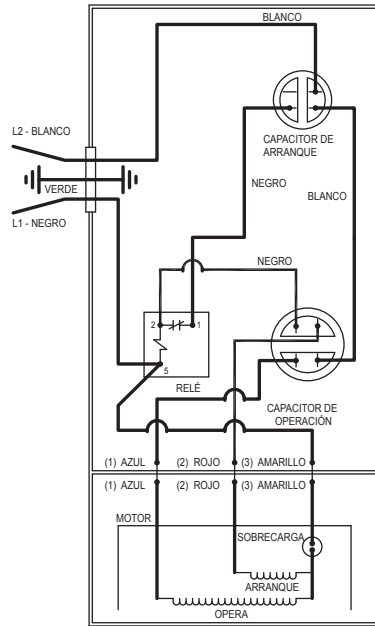 BLANCO
L2 - BLANCO
CAPACITOR DE
ARRANQUE
VERDE
NEGRO
BLANCO
L1 - NEGRO
NEGRO
2
1
5
RELÉ
CAPACITOR DE
OPERACIÓN
(1) AZUL (2) ROJO (3) AMARILLO
(1) AZUL (2) ROJO (3) AMARILLO
MOTOR
SOBRECARGA
ARRANQUE
OPERA